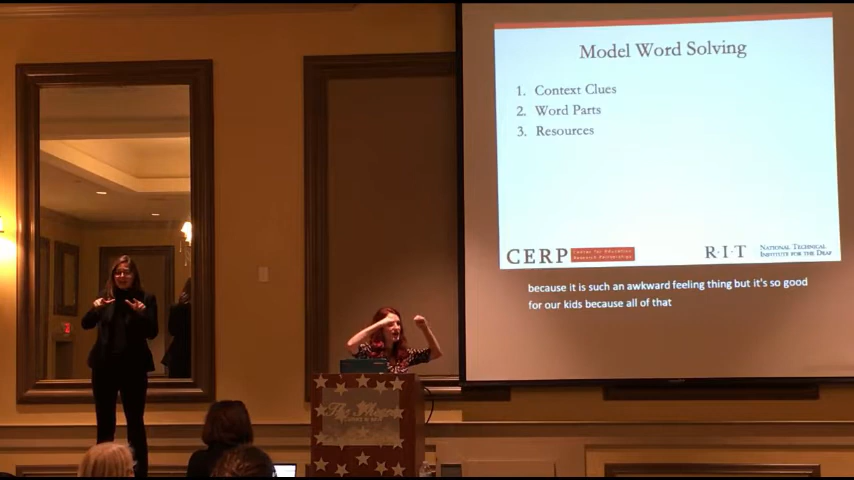 Model Word Solving
1. Context Clues
2. Word Parts
3. Resources
CERP
Center for Education
Research Partnerships
R·I·T
NATIONAL TECHNICAL
INSTITUTE FOR THE DEAF
because it is such an awkward feeling thing but it's so good
for our kids because all of that